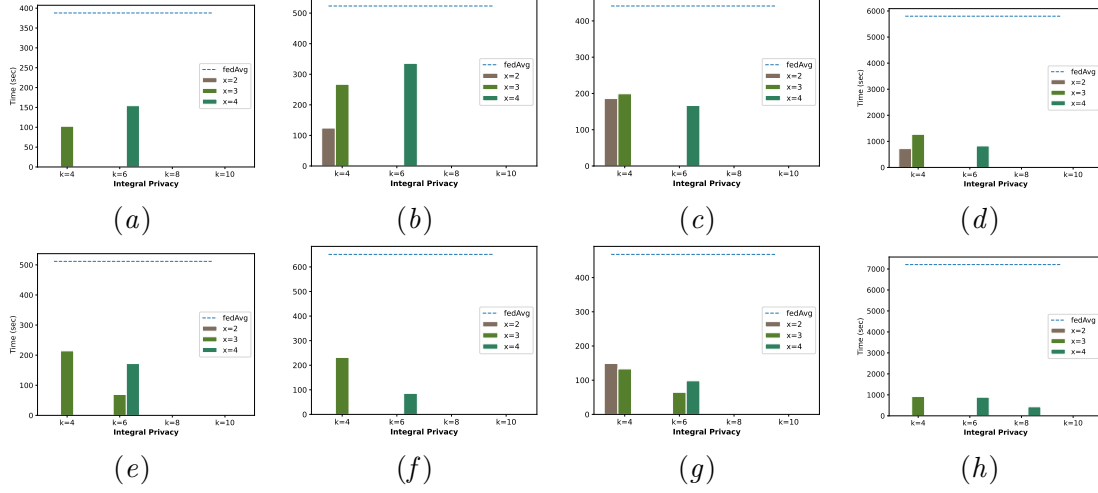 400
350
300
250
200
150
100
50
0
Time (sec)
fedAvg
x=2
x=3
x=4
k=4 k=6 k=8 k=10
Integral Privacy
(a)
500
400
300
200
100
0
fedAvg
x=2
x=3
x=4
k=4 k=6 k=8 k=10
Integral Privacy
(b)
400
300
200
100
0
fedAvg
x=2
x=3
x=4
k=4 k=6 k=8 k=10
Integral Privacy
(c)
6000
5000
4000
3000
2000
1000
0
Time (sec)
fedAvg
x=2
x=3
x=4
k=4 k=6 k=8 k=10
Integral Privacy
(d)
500
400
300
200
100
0
Time (sec)
fedAvg
x=2
x=3
x=4
k=4 k=6 k=8 k=10
Integral Privacy
(e)
600
500
400
300
200
100
0
fedAvg
x=2
x=3
x=4
k=4 k=6 k=8 k=10
Integral Privacy
(f)
400
300
200
100
0
fedAvg
x=2
x=3
x=4
k=4 k=6 k=8 k=10
Integral Privacy
(g)
7000
6000
5000
4000
3000
2000
1000
0
Time (sec)
fedAvg
x=2
x=3
x=4
k=4 k=6 k=8 k=10
Integral Privacy
(h)